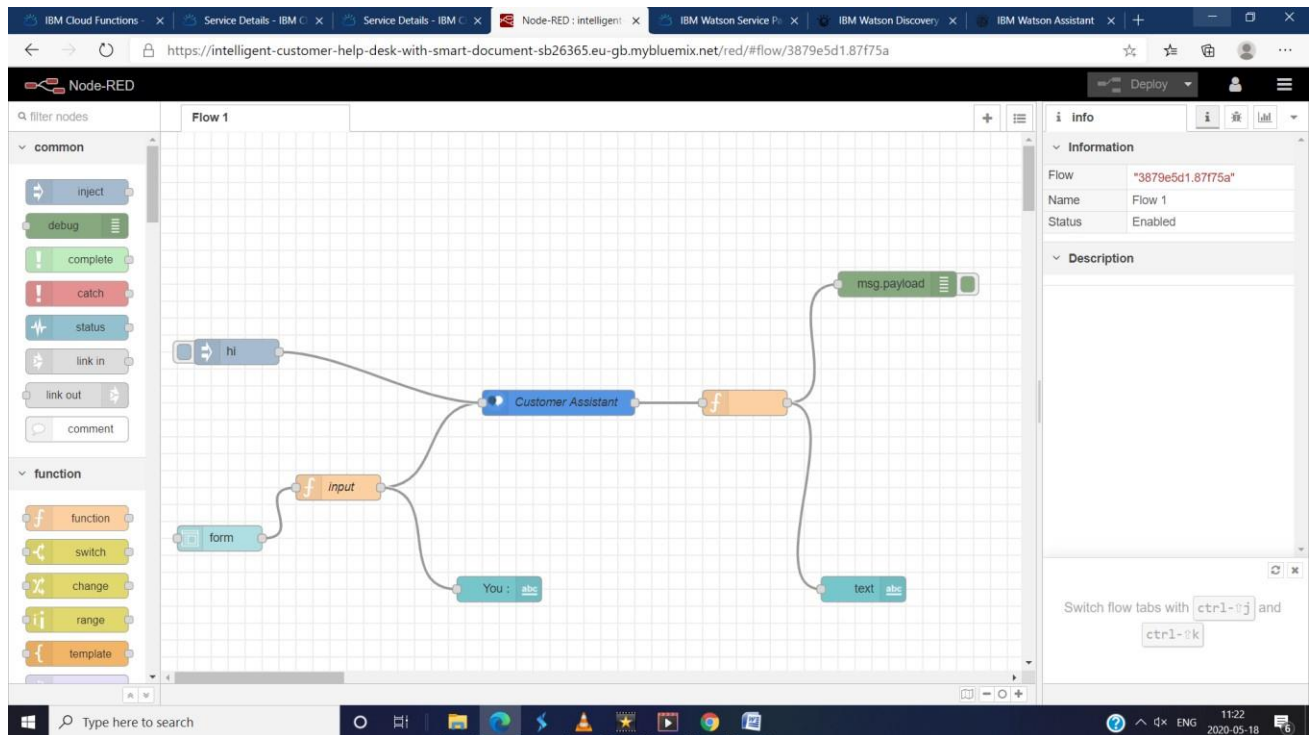 IBM Cloud Functions - Service Details - IBM C Service Details - IBM C Node-RED : intelligent IBM Watson Service Pa IBM Watson Discovery IBM Watson Assistant
https://intelligent-customer-help-desk-with-smart-document-sb26365.eu-gb.mybluemix.net/red/#flow/3879e5d1.87f75a
Node-RED Deploy
filter nodes Flow 1 i info i
common
inject
debug
complete
catch
status
link in
link out
comment
function
f function
switch
change
range
template
hi
f input
form
Customer Assistant
f
You : abc
msg.payload
text abc
Information
Flow "3879e5d1.87f75a"
Name Flow 1
Status Enabled
Description
Switch flow tabs with ctrl-⇧j and
ctrl-⇧k
Type here to search
ENG 11:22
2020-05-18
6